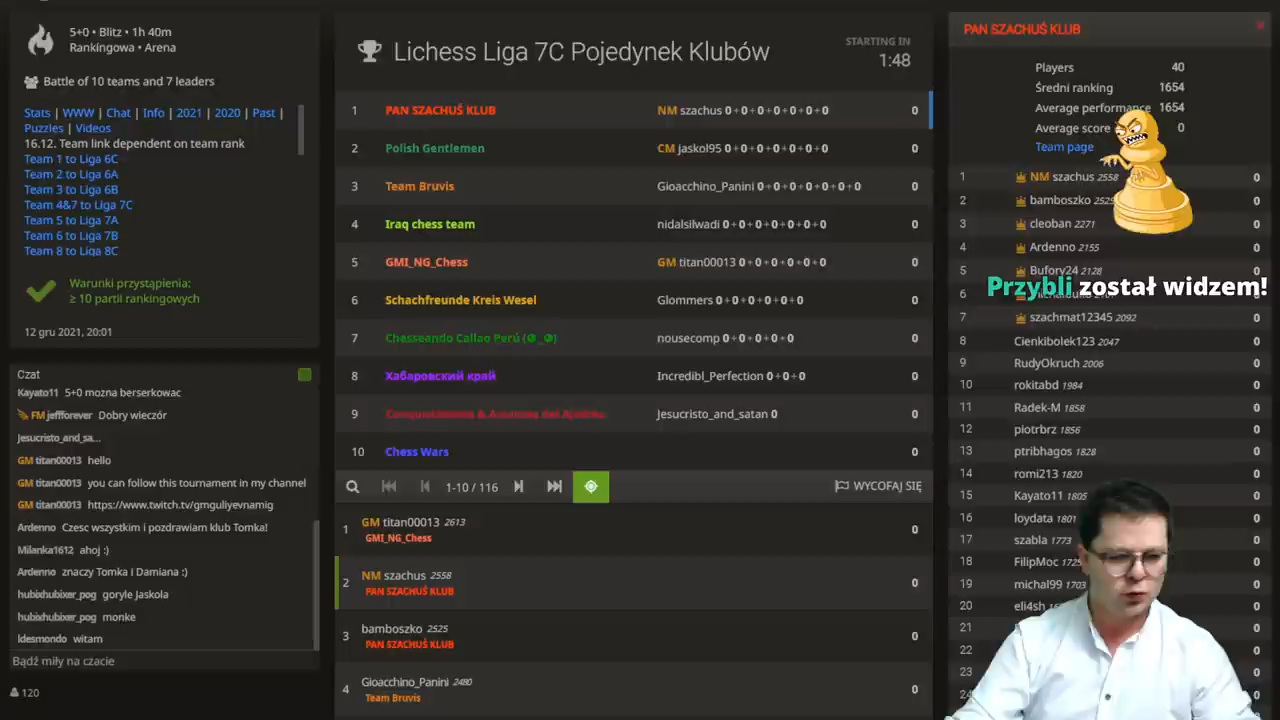 5+0 • Blitz • 1h 40m
Rankingowa • Arena
Battle of 10 teams and 7 leaders
Stats | WWW | Chat | Info | 2021 | 2020 | Past |
Puzzles | Videos
16.12. Team link dependent on team rank
Team 1 to Liga 6C
Team 2 to Liga 6A
Team 3 to Liga 6B
Team 4&7 to Liga 7C
Team 5 to Liga 7A
Team 6 to Liga 7B
Team 8 to Liga 8C
Warunki przystąpienia:
≥ 10 partii rankingowych
12 gru 2021, 20:01
Czat
Kayato11 5+0 mozna berserkowac
FM jeffforever Dobry wieczór
Jesucristo_and_sa...
GM titan00013 hello
GM titan00013 you can follow this tournament in my channel
GM titan00013 https://www.twitch.tv/gmguliyevnamig
Ardenno Czesc wszystkim i pozdrawiam klub Tomka!
Milanka1612 ahoj :)
Ardenno znaczy Tomka i Damiana :)
hubixhubixer_pog goryle Jaskola
hubixhubixer_pog monke
ldesmondo witam
Bądź miły na czacie
120
Lichess Liga 7C Pojedynek Klubów
STARTING IN
1:48
1 PAN SZACHUŚ KLUB NM szachus 0+0+0+0+0+0+0 0
2 Polish Gentlemen CM jaskol95 0+0+0+0+0+0+0 0
3 Team Bruvis Gioacchino_Panini 0+0+0+0+0+0+0 0
4 Iraq chess team nidalsilwadi 0+0+0+0+0+0+0 0
5 GMI_NG_Chess GM titan00013 0+0+0+0+0+0 0
6 Schachfreunde Kreis Wesel Glommers 0+0+0+0+0+0 0
7 Chesseando Callao Perú nousecomp 0+0+0+0+0 0
8 Хабаровский край Incredibl_Perfection 0+0+0 0
9 Jesucristo_and_satan 0 0
10 Chess Wars 0
1-10 / 116
WYCOFAJ SIĘ
1 GM titan00013 2613 0
GMI_NG_Chess
2 NM szachus 2558 0
PAN SZACHUŚ KLUB
3 bamboszko 2525 0
PAN SZACHUŚ KLUB
4 Gioacchino_Panini 2480 0
Team Bruvis
PAN SZACHUŚ KLUB
Players 40
Średni ranking 1654
Average performance 1654
Average score 0
Team page
1 NM szachus 2558 0
2 bamboszko 2525 0
3 cleoban 2271 0
4 Ardenno 2155 0
5 Bufory24 2128 0
Przybli został widzem!
6
7 szachmat12345 2092 0
8 Cienkibolek123 2047 0
9 RudyOkruch 2006 0
10 rokitabd 1984 0
11 Radek-M 1858 0
12 piotrbrz 1856 0
13 ptribhagos 1828 0
14 romi213 1820 0
15 Kayato11 1805 0
16 loydata 1801 0
17 szabla 1773 0
18 FilipMoc 0
19 michal99 1703 0
20 eli4sh 0
21 0
22 0
23 0
24 0